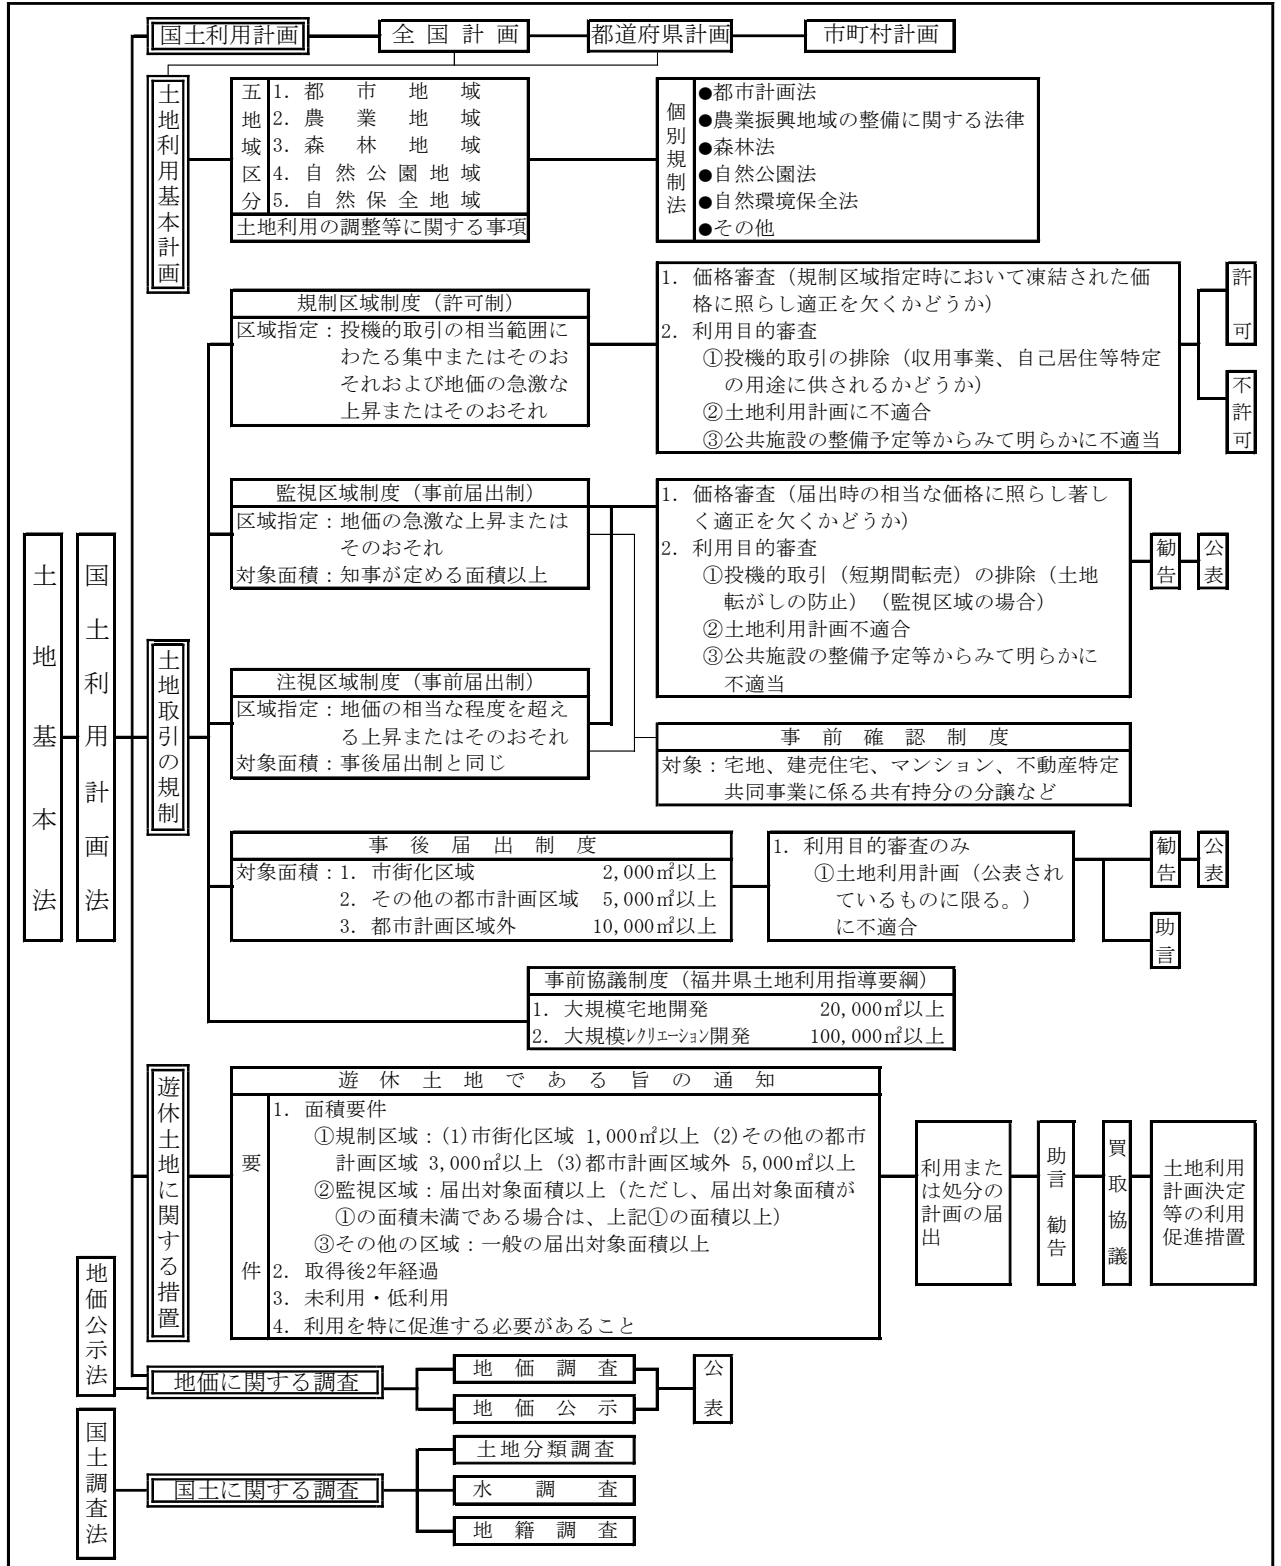 国土利用計画
全国計画
都道府県計画
市町村計画
土地利用基本計画
五地域区分
1. 都市地域
2. 農業地域
3. 森林地域
4. 自然公園地域
5. 自然保全地域
土地利用の調整等に関する事項
個別規制法
●都市計画法
●農業振興地域の整備に関する法律
●森林法
●自然公園法
●自然環境保全法
●その他
土地基本法
国土利用計画法
土地取引の規制
規制区域制度（許可制）
区域指定：投機的取引の相当範囲に
わたる集中またはそのお
それおよび地価の急激な
上昇またはそのおそれ
1. 価格審査（規制区域指定時において凍結された価
格に照らし適正を欠くかどうか）
2. 利用目的審査
①投機的取引の排除（収用事業、自己居住等特定
の用途に供されるかどうか）
②土地利用計画に不適合
③公共施設の整備予定等からみて明らかに不適当
許可
不許可
監視区域制度（事前届出制）
区域指定：地価の急激な上昇または
そのおそれ
対象面積：知事が定める面積以上
1. 価格審査（届出時の相当な価格に照らし著し
く適正を欠くかどうか）
2. 利用目的審査
①投機的取引（短期間転売）の排除（土地
転がしの防止）（監視区域の場合）
②土地利用計画不適合
③公共施設の整備予定等からみて明らかに
不適当
勧告
公表
注視区域制度（事前届出制）
区域指定：地価の相当な程度を超え
る上昇またはそのおそれ
対象面積：事後届出制と同じ
事前確認制度
対象：宅地、建売住宅、マンション、不動産特定
共同事業に係る共有持分の分譲など
事後届出制度
対象面積：1. 市街化区域 2,000㎡以上
2. その他の都市計画区域 5,000㎡以上
3. 都市計画区域外 10,000㎡以上
1. 利用目的審査のみ
①土地利用計画（公表され
ているものに限る。）
に不適合
勧告
公表
助言
事前協議制度（福井県土地利用指導要綱）
1. 大規模宅地開発 20,000㎡以上
2. 大規模ﾚｸﾘｴｰｼｮﾝ開発 100,000㎡以上
遊休土地に関する措置
遊休土地である旨の通知
要件
1. 面積要件
①規制区域：(1)市街化区域 1,000㎡以上 (2)その他の都市
計画区域 3,000㎡以上 (3)都市計画区域外 5,000㎡以上
②監視区域：届出対象面積以上（ただし、届出対象面積が
①の面積未満である場合は、上記①の面積以上）
③その他の区域：一般の届出対象面積以上
2. 取得後2年経過
3. 未利用・低利用
4. 利用を特に促進する必要があること
利用また
は処分の
計画の届
出
助言 勧告
買取協議
土地利用
計画決定
等の利用
促進措置
地価公示法
地価に関する調査
地価調査
地価公示
公表
国土調査法
国土に関する調査
土地分類調査
水調査
地籍調査